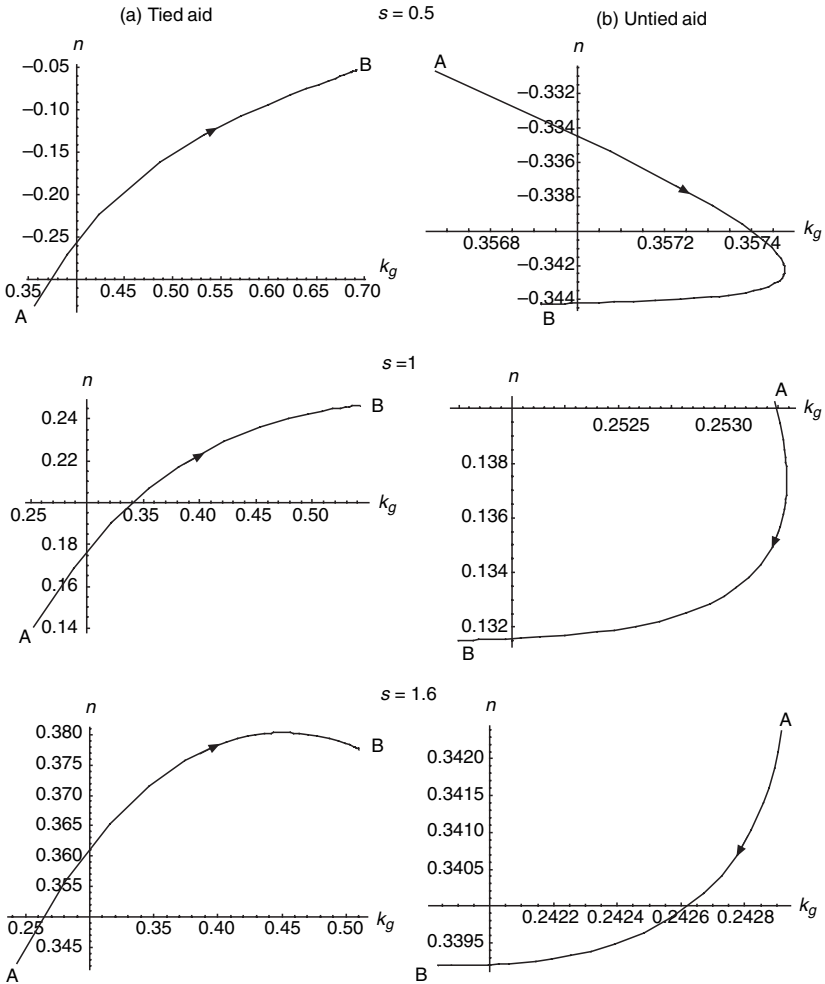 (a) Tied aid
s = 0.5
(b) Untied aid
n
−0.05
−0.10
−0.15
−0.20
−0.25
0.35 0.45 0.50 0.55 0.60 0.65 0.70
k_g
A
B
n
A
−0.332
−0.334
−0.336
−0.338
0.3568 0.3572 0.3574
k_g
−0.342
−0.344
B
s =1
n
0.24
0.22
0.25 0.35 0.40 0.45 0.50
k_g
0.18
0.16
0.14
A
B
n
A
0.2525 0.2530
k_g
0.138
0.136
0.134
0.132
B
s = 1.6
n
0.380
0.375
0.370
0.365
0.360
0.355
0.25 0.35 0.40 0.45 0.50
k_g
0.345
A
B
n
A
0.3420
0.3415
0.3410
0.3405
0.2422 0.2424 0.2426 0.2428
k_g
0.3395
B